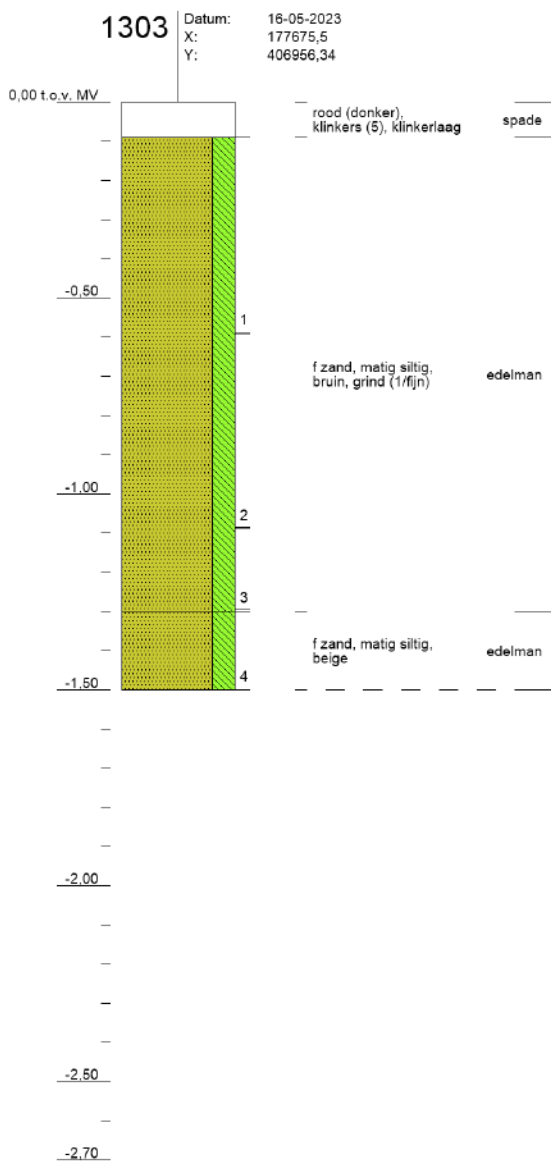 1303
Datum: 16-05-2023
X: 177675,5
Y: 406956,34
0,00 t.o.v. MV
rood (donker),
klinkers (5), klinkerlaag
spade
-0,50
1
f zand, matig siltig,
bruin, grind (1/fijn)
edelman
-1,00
2
3
f zand, matig siltig,
beige
edelman
4
-1,50
-2,00
-2,50
-2,70